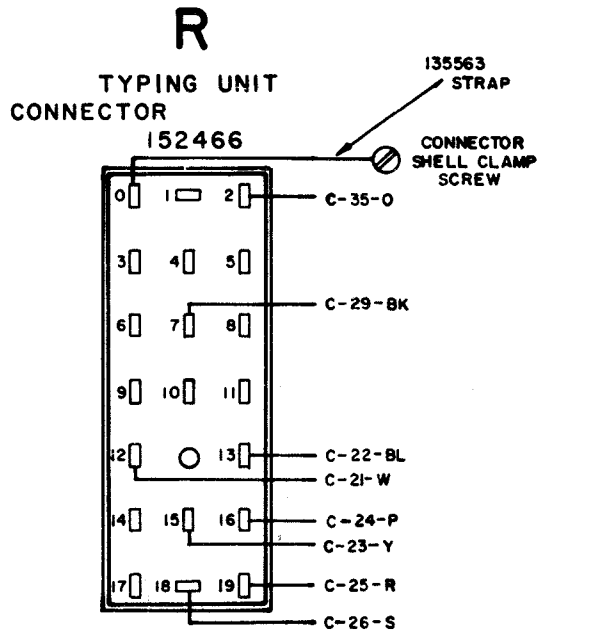 R
TYPING UNIT
CONNECTOR
152466
135563
STRAP
CONNECTOR
SHELL CLAMP
SCREW
0 1 2
C-35-O
3 4 5
C-29-BK
6 7 8
9 10 11
12 13
C-22-BL
C-21-W
14 15 16
C-24-P
C-23-Y
17 18 19
C-25-R
C-26-S